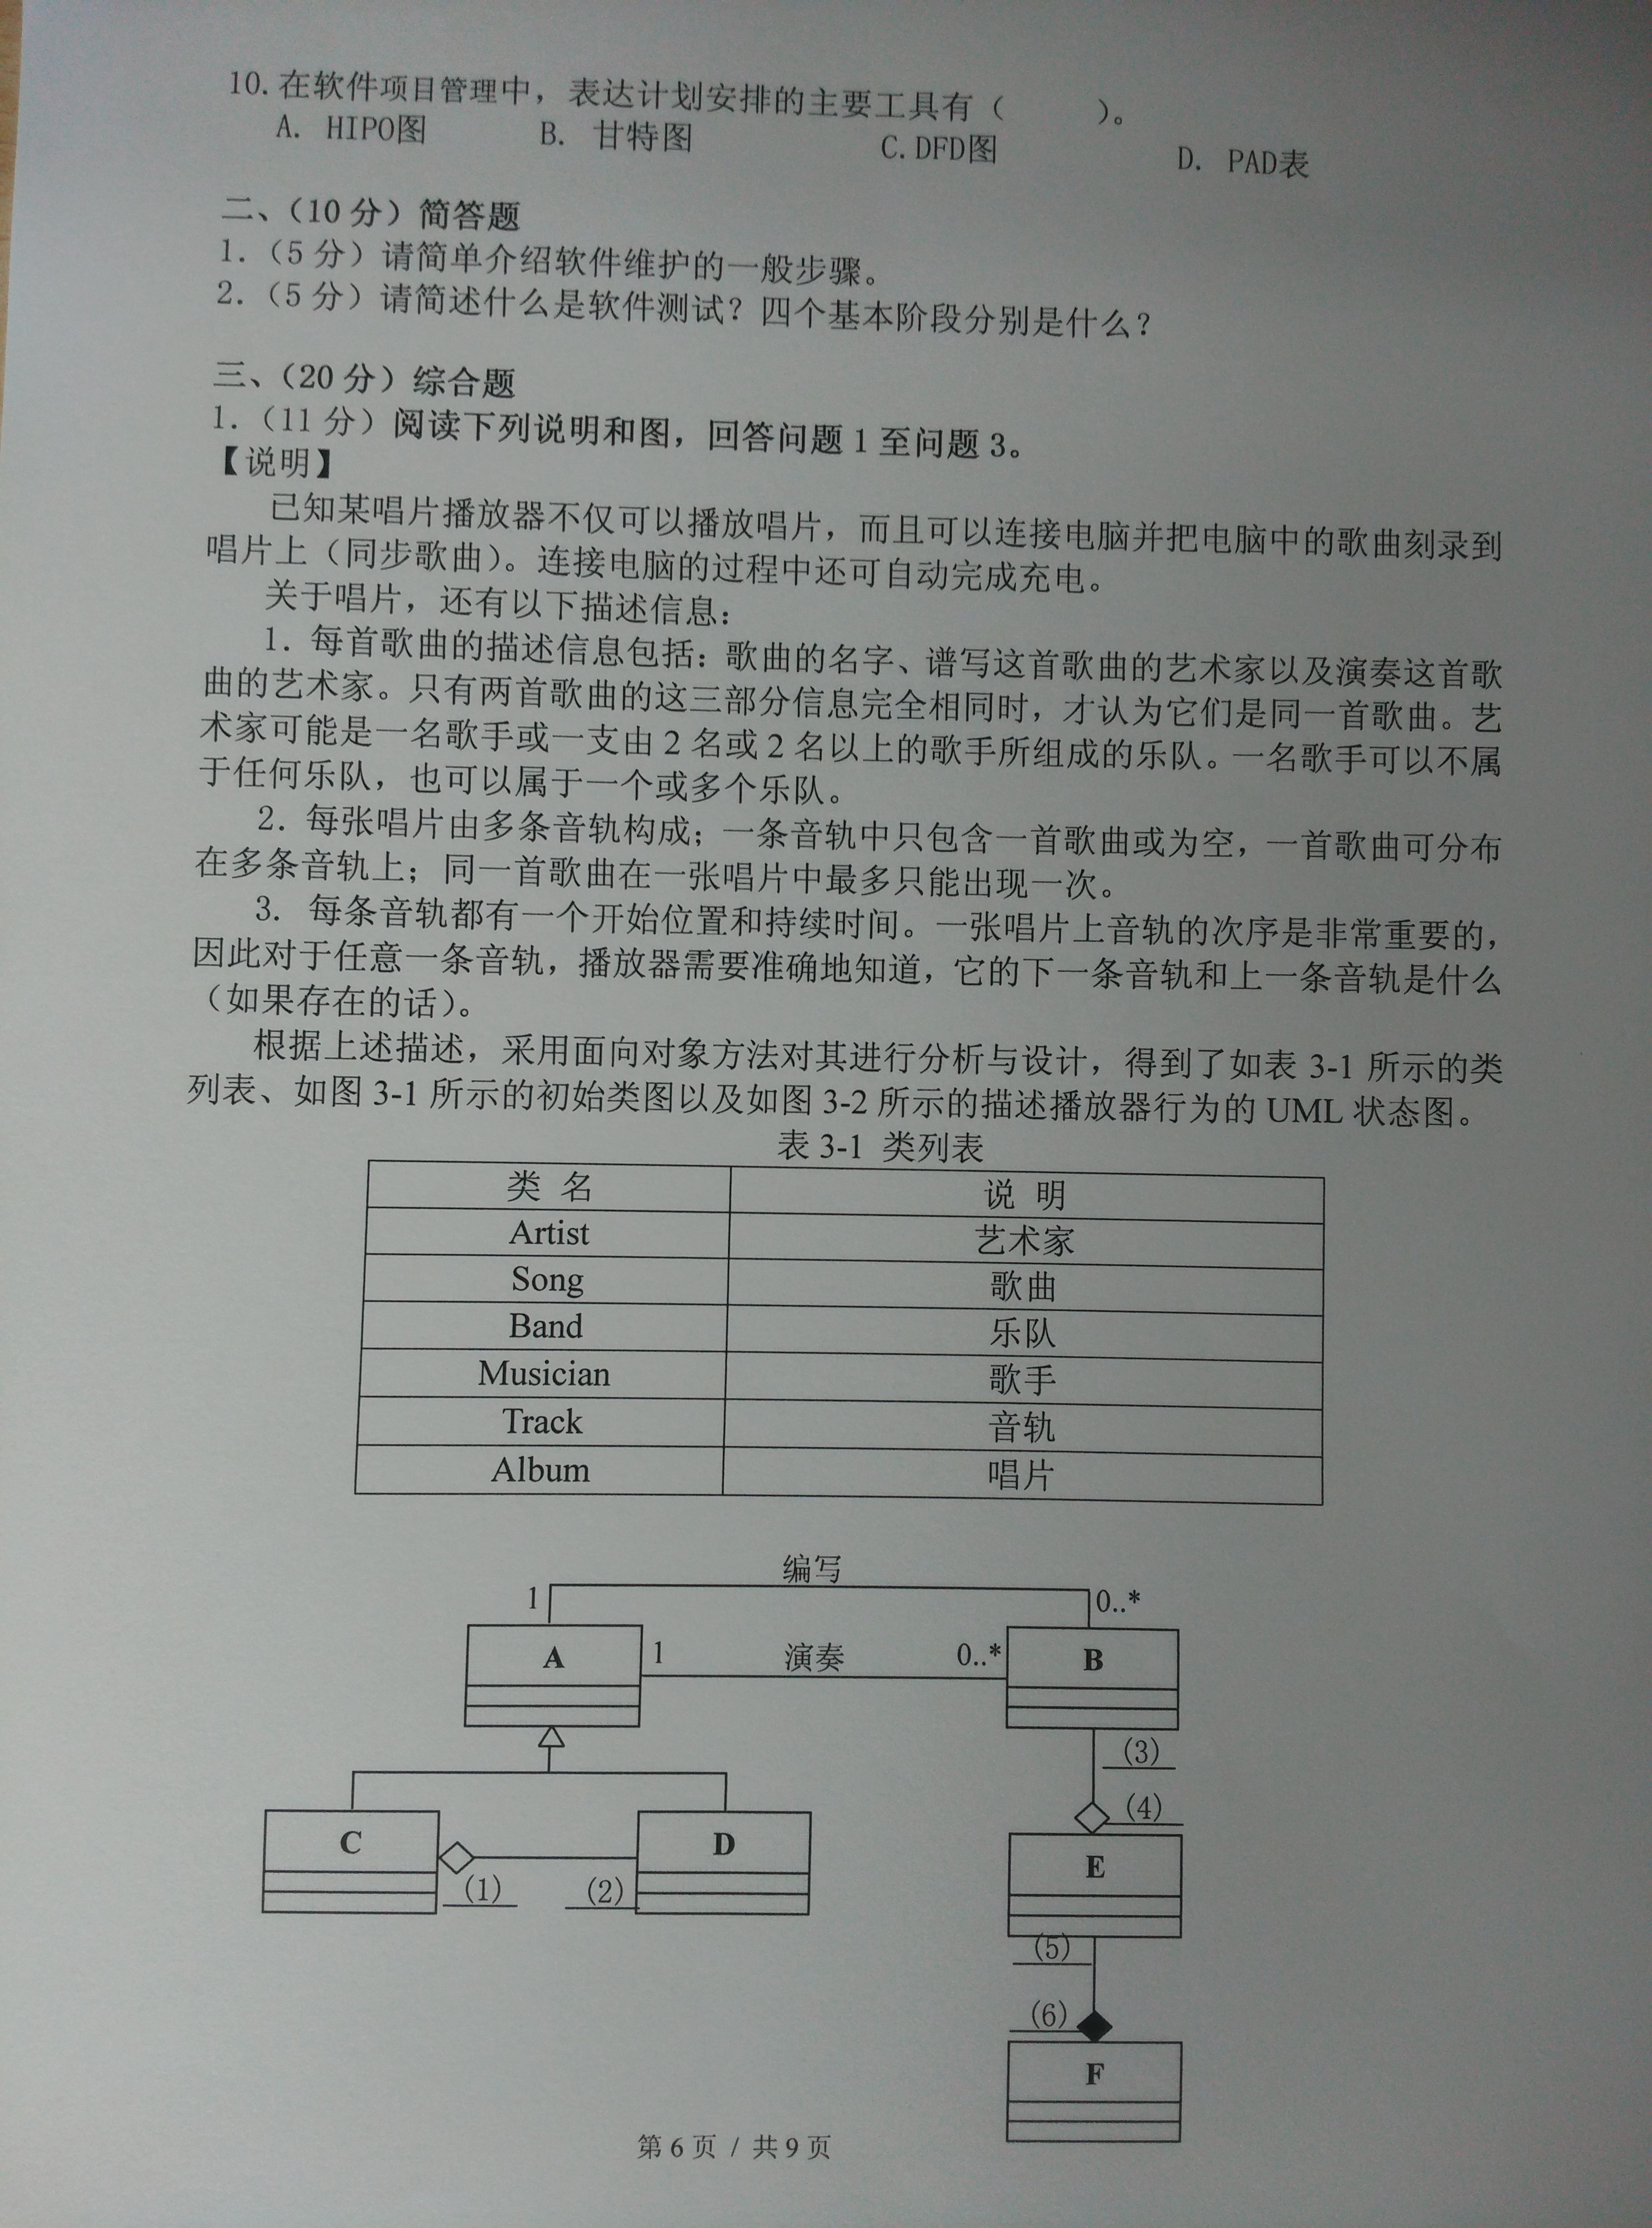 10. 在软件项目管理中，表达计划安排的主要工具有（　　）。
A. HIPO图　B. 甘特图　C.DFD图　D. PAD表
二、（10 分）简答题
1.（5 分）请简单介绍软件维护的一般步骤。
2.（5 分）请简述什么是软件测试？四个基本阶段分别是什么？
三、（20 分）综合题
1.（11 分）阅读下列说明和图，回答问题 1 至问题 3。
【说明】
已知某唱片播放器不仅可以播放唱片，而且可以连接电脑并把电脑中的歌曲刻录到
唱片上（同步歌曲）。连接电脑的过程中还可自动完成充电。
关于唱片，还有以下描述信息：
1. 每首歌曲的描述信息包括：歌曲的名字、谱写这首歌曲的艺术家以及演奏这首歌
曲的艺术家。只有两首歌曲的这三部分信息完全相同时，才认为它们是同一首歌曲。艺
术家可能是一名歌手或一支由 2 名或 2 名以上的歌手所组成的乐队。一名歌手可以不属
于任何乐队，也可以属于一个或多个乐队。
2. 每张唱片由多条音轨构成；一条音轨中只包含一首歌曲或为空，一首歌曲可分布
在多条音轨上；同一首歌曲在一张唱片中最多只能出现一次。
3. 每条音轨都有一个开始位置和持续时间。一张唱片上音轨的次序是非常重要的，
因此对于任意一条音轨，播放器需要准确地知道，它的下一条音轨和上一条音轨是什么
（如果存在的话）。
根据上述描述，采用面向对象方法对其进行分析与设计，得到了如表 3-1 所示的类
列表、如图 3-1 所示的初始类图以及如图 3-2 所示的描述播放器行为的 UML 状态图。
表 3-1 类列表
类 名　说 明
Artist　艺术家
Song　歌曲
Band　乐队
Musician　歌手
Track　音轨
Album　唱片
编写
1　0..*
A　1　演奏　0..*　B
(3)
(4)
C　D　E
(1)　(2)
(5)
(6)
F
第 6 页 / 共 9 页